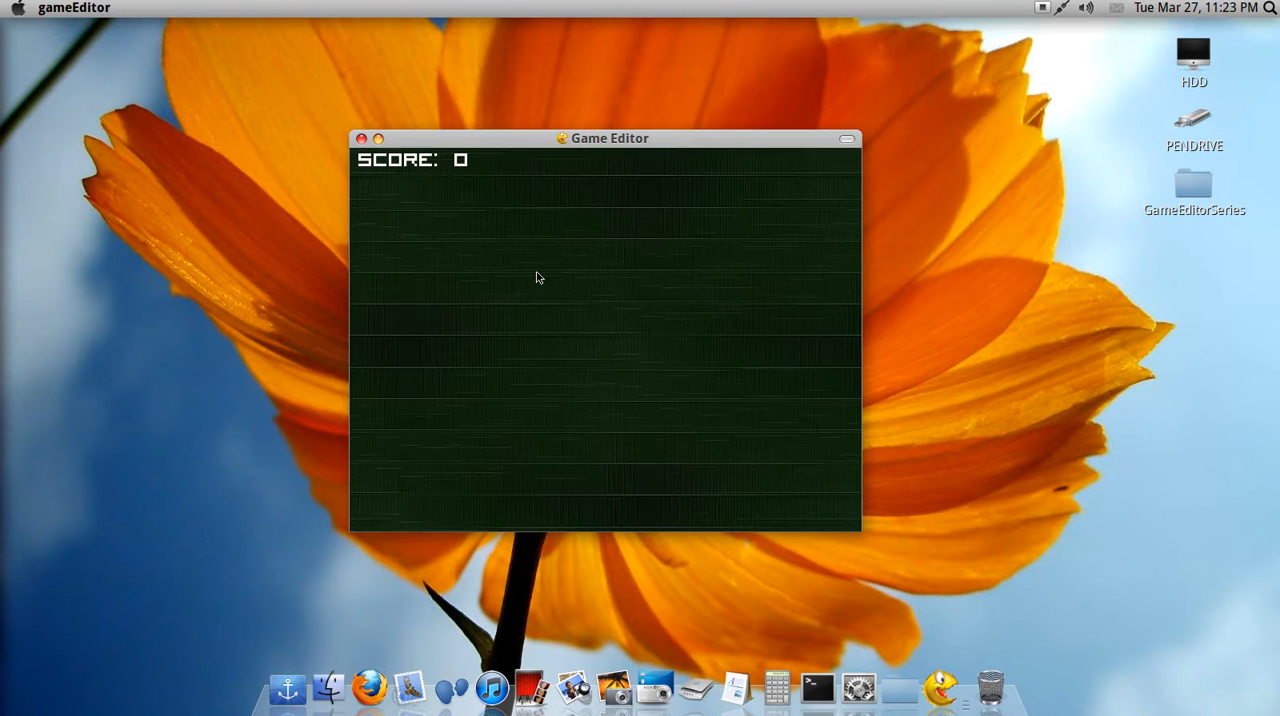 gameEditor
Tue Mar 27, 11:23 PM
Game Editor
SCORE: 0
HDD
PENDRIVE
GameEditorSeries